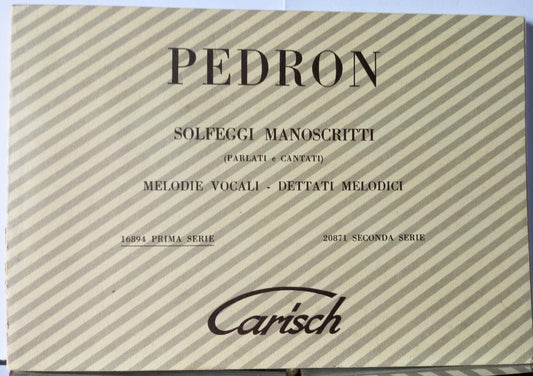 PEDRON
SOLFEGGI MANOSCRITTI
(PARLATI e CANTATI)
MELODIE VOCALI - DETTATI MELODICI
16894 PRIMA SERIE 20871 SECONDA SERIE
Carisch